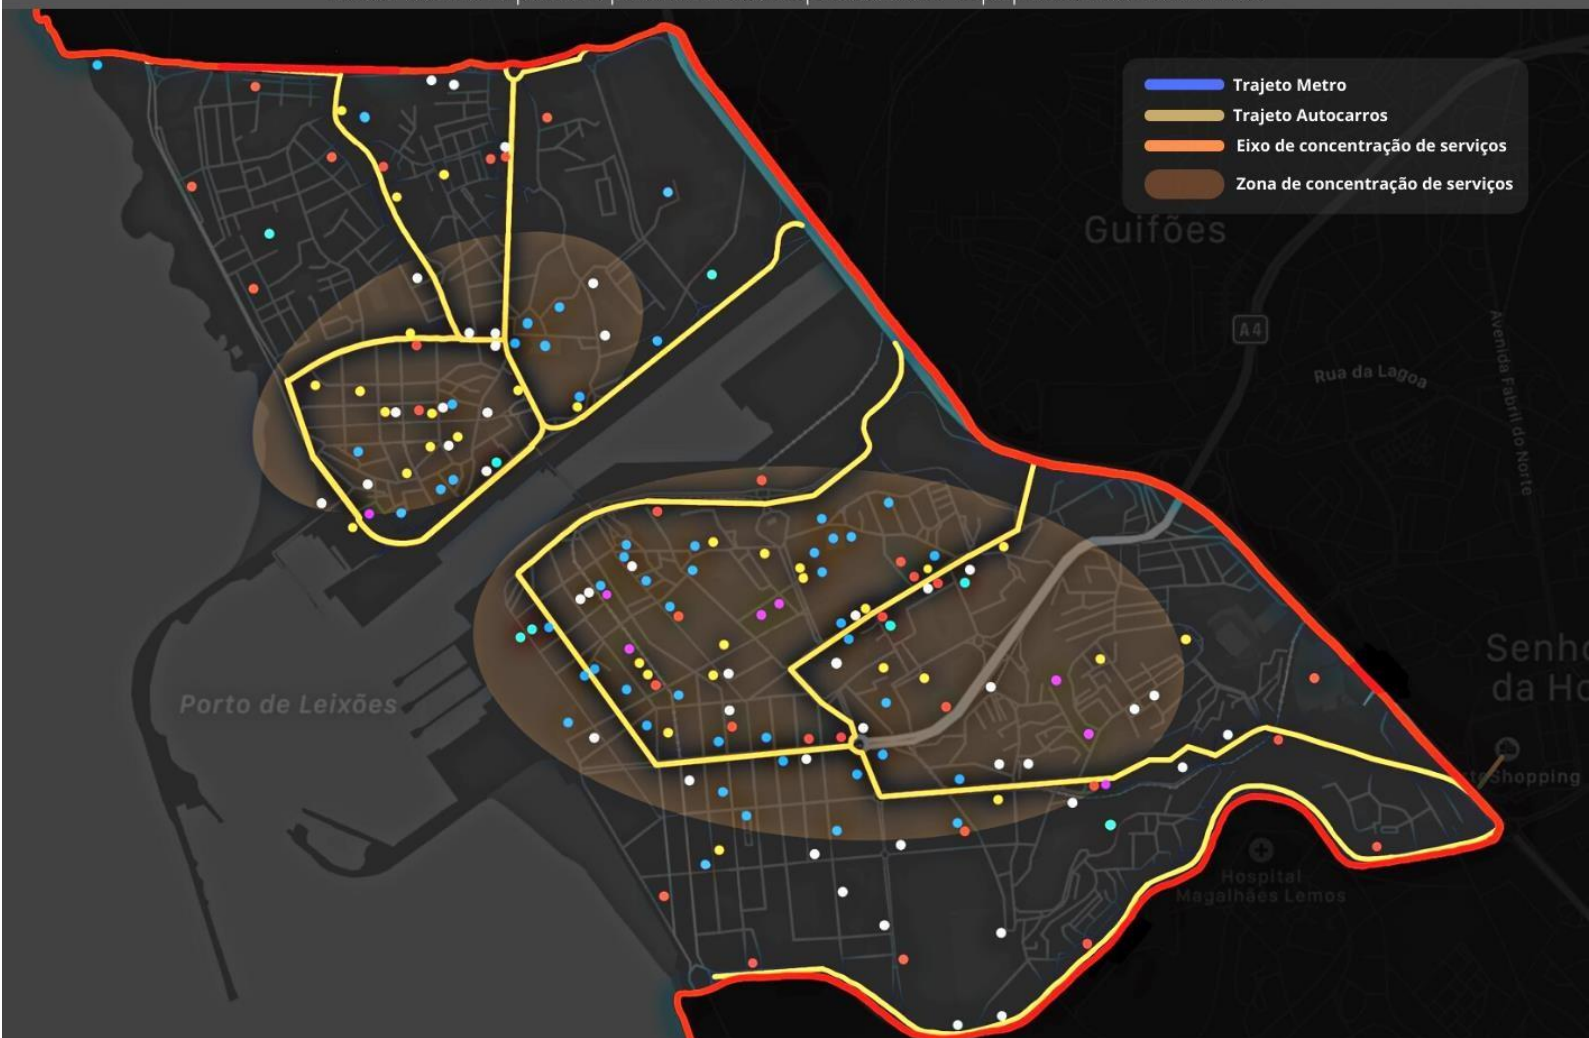 Trajeto Metro
Trajeto Autocarros
Eixo de concentração de serviços
Zona de concentração de serviços
Guifões
A4
Rua da Lagoa
Avenida Fabril do Norte
Porto de Leixões
Senho
da Ho
Shopping
Hospital
Magalhães Lemos